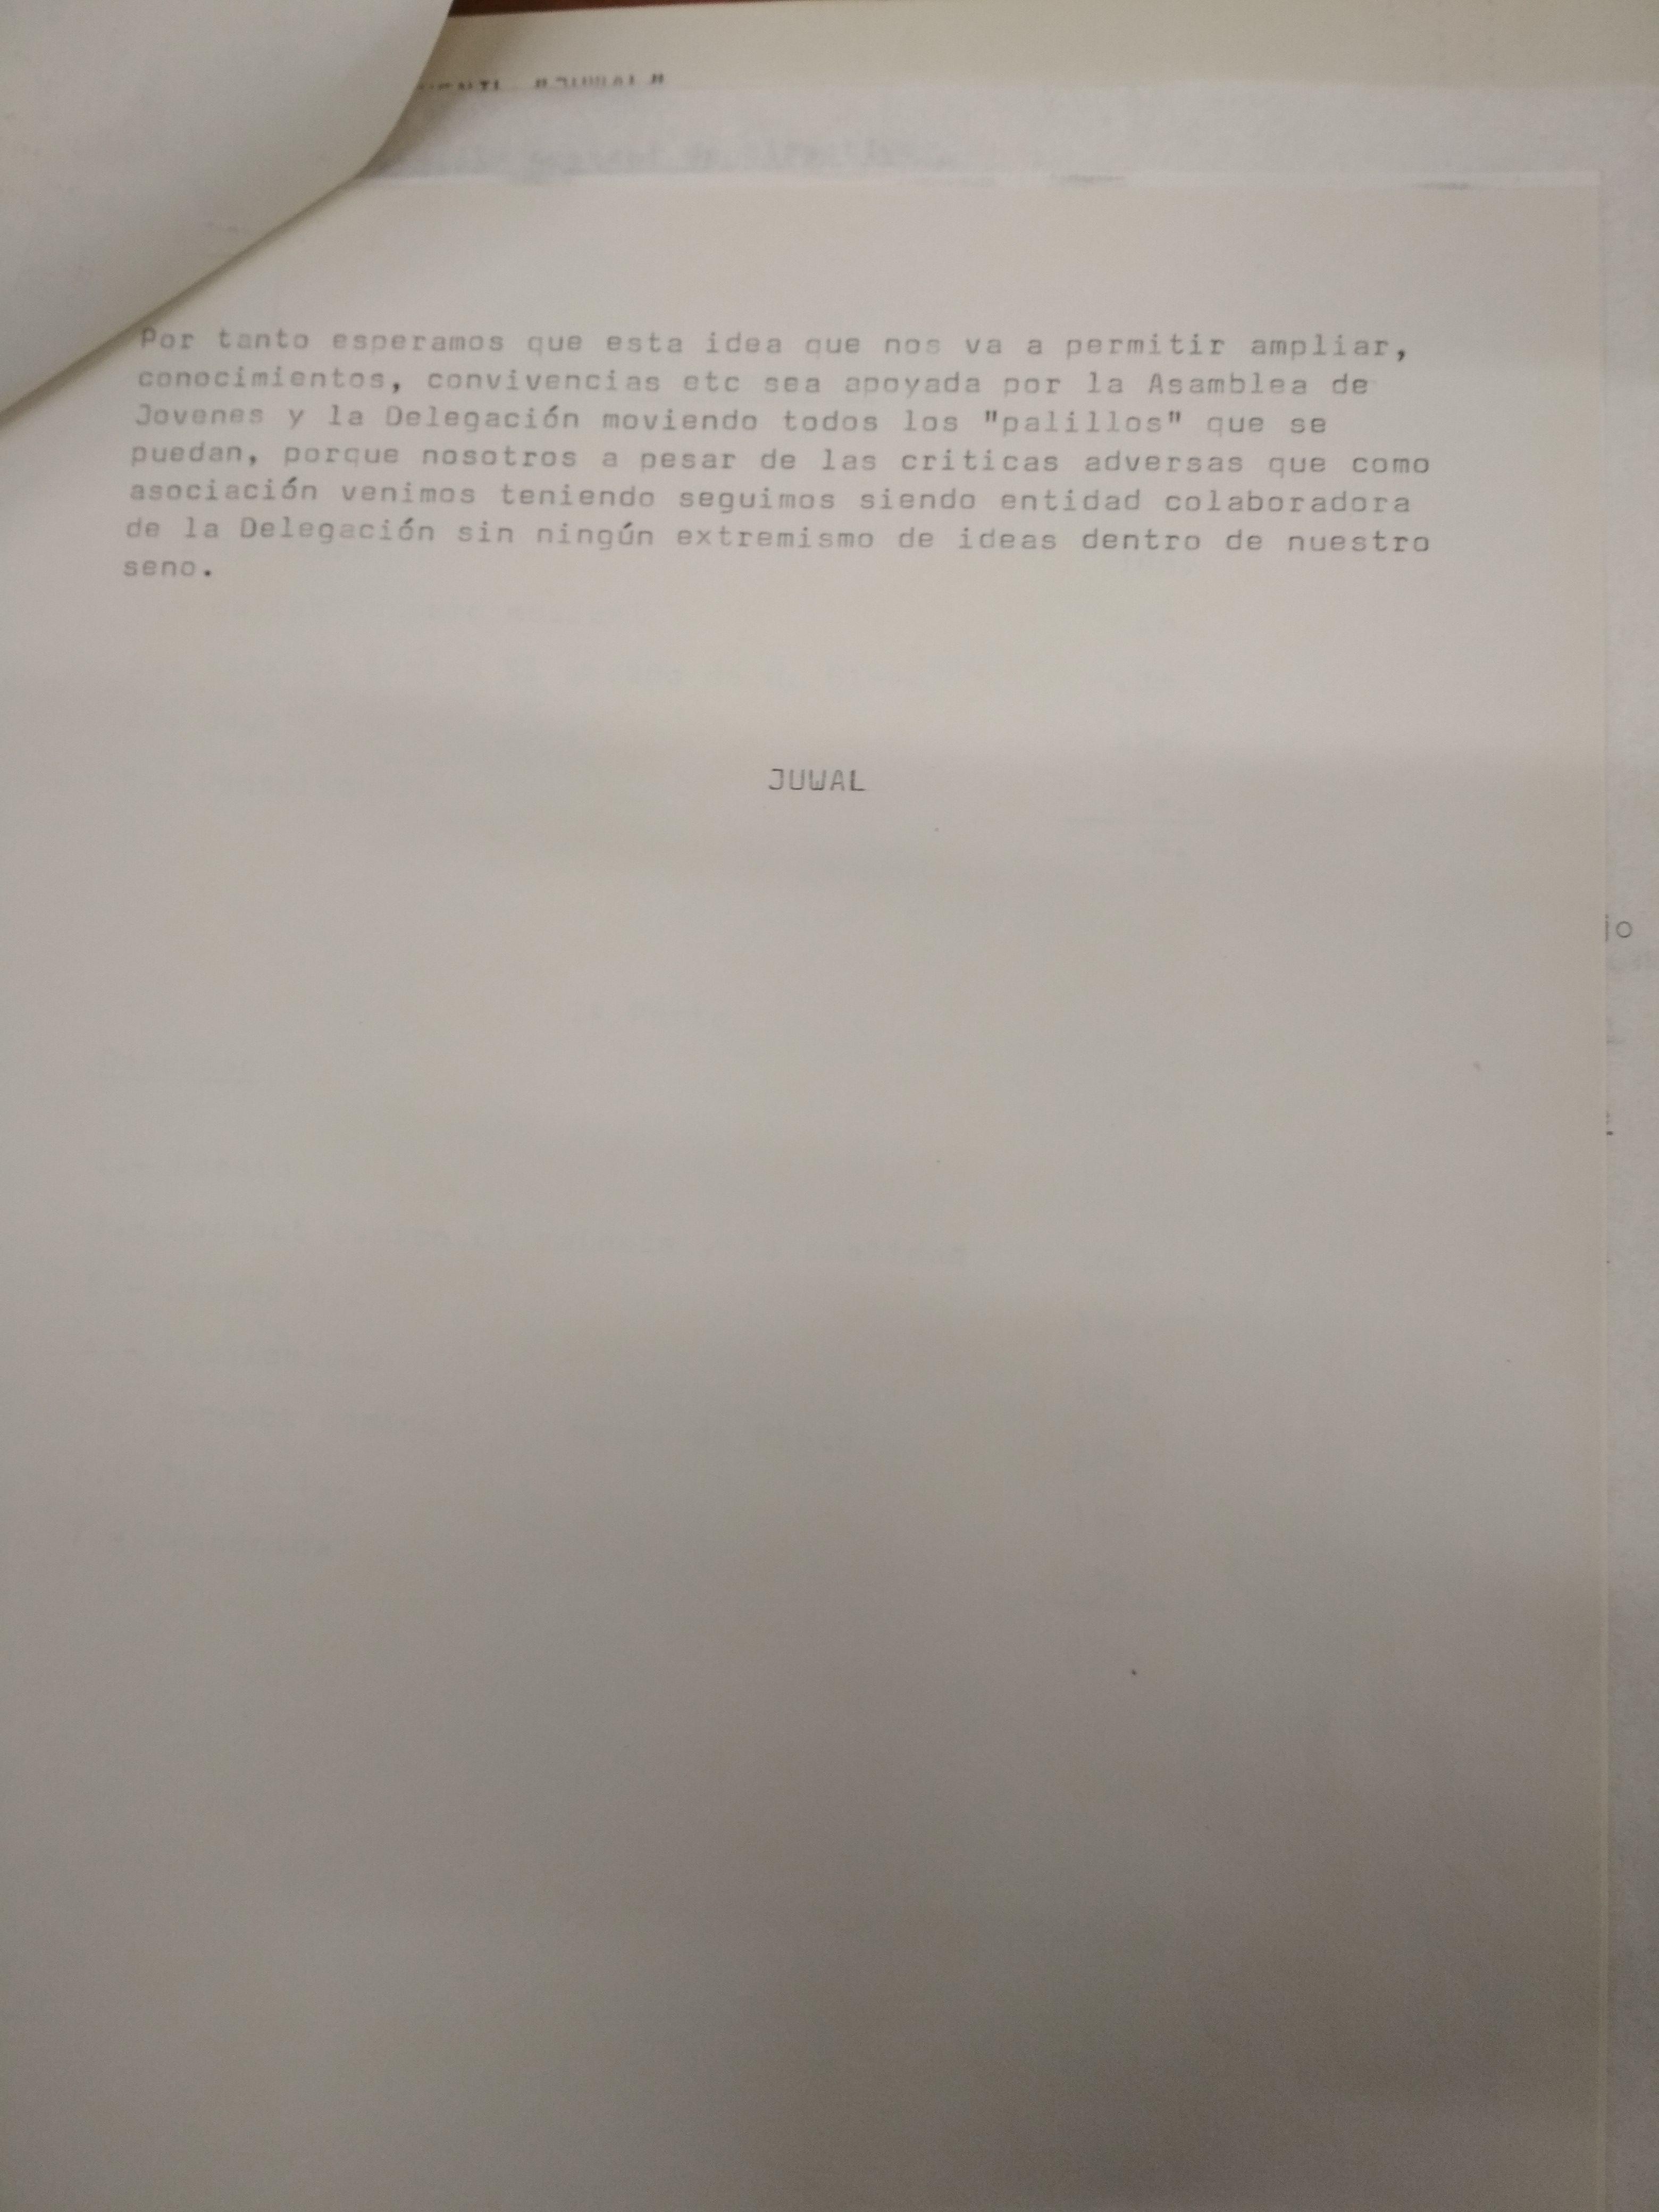 "JUWAL"
Por tanto esperamos que esta idea que nos va a permitir ampliar,
conocimientos, convivencias etc sea apoyada por la Asamblea de
Jovenes y la Delegación moviendo todos los "palillos" que se
puedan, porque nosotros a pesar de las criticas adversas que como
asociación venimos teniendo seguimos siendo entidad colaboradora
de la Delegación sin ningún extremismo de ideas dentro de nuestro
seno.
JUWAL
jo